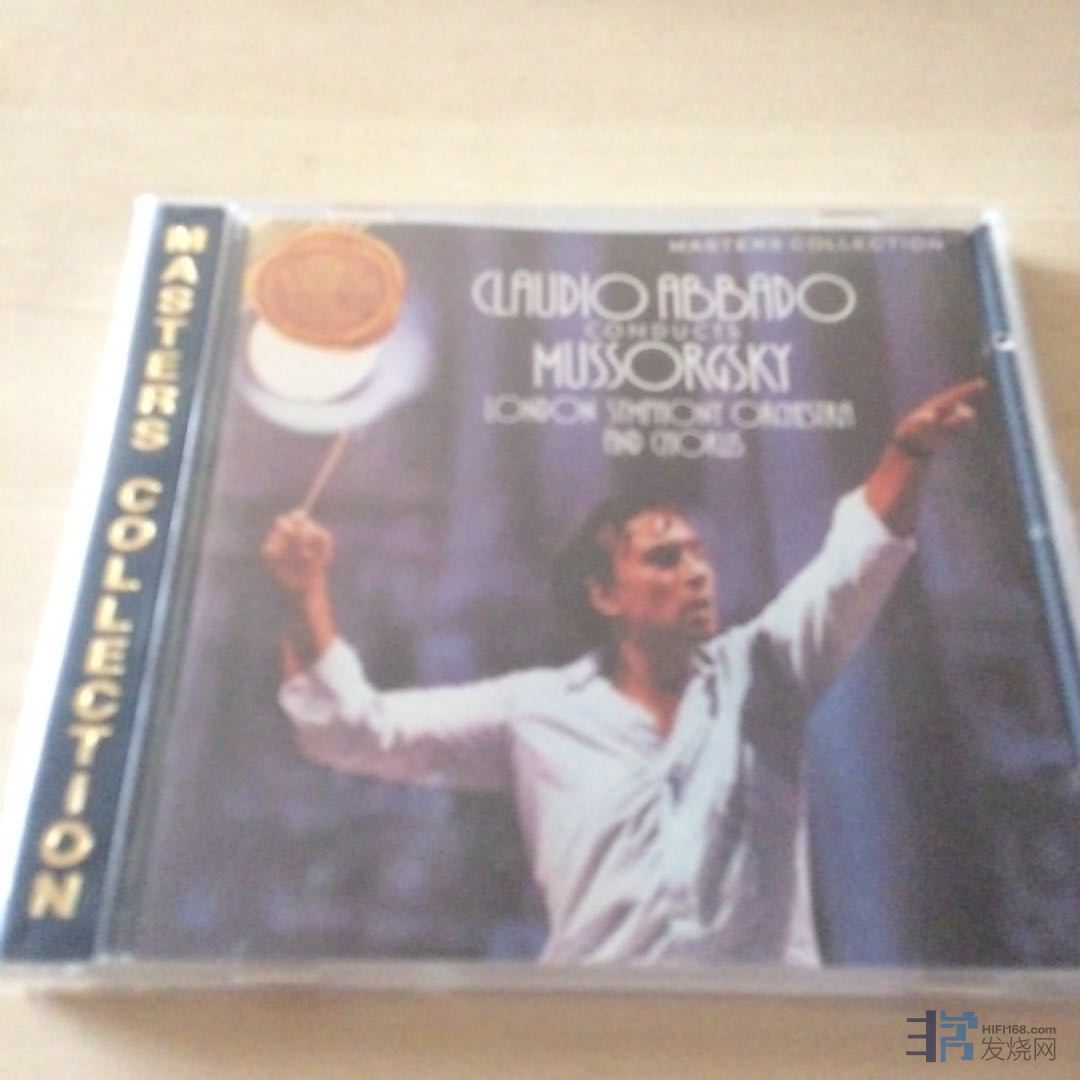 MASTERS COLLECTION
MASTERS COLLECTION
CLAUDIO ABBADO
CONDUCTS
MUSSORGSKY
LONDON SYMPHONY ORCHESTRA
AND CHORUS
HIFI168.com
发烧网